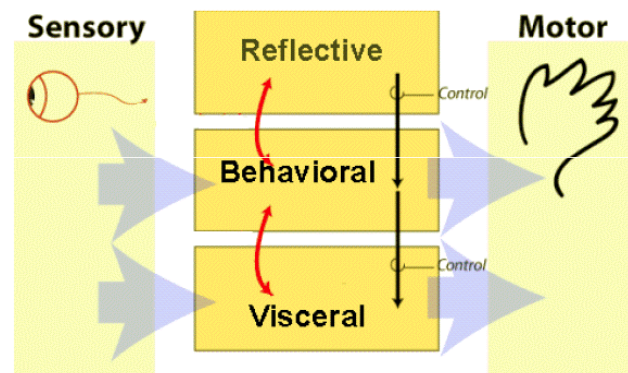 Sensory
Reflective
Motor
Control
Behavioral
Control
Visceral